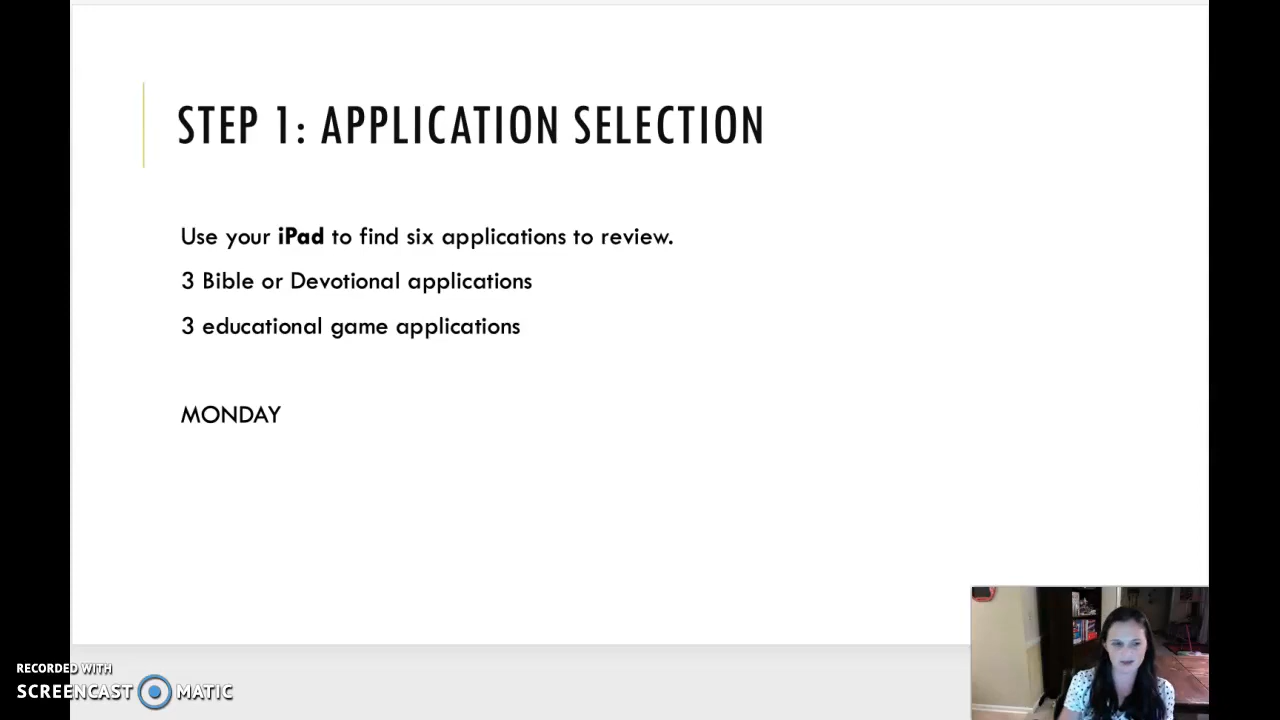 STEP 1: APPLICATION SELECTION
Use your iPad to find six applications to review.
3 Bible or Devotional applications
3 educational game applications
MONDAY
RECORDED WITH
SCREENCAST MATIC